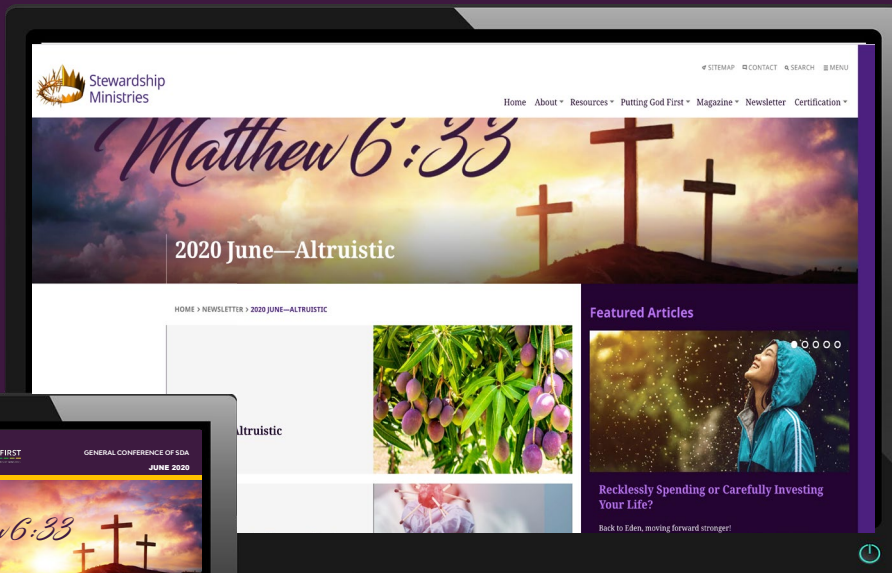 Stewardship
Ministries
SITEMAP CONTACT SEARCH MENU
Home About Resources Putting God First Magazine Newsletter Certification
Matthew 6:33
2020 June—Altruistic
HOME > NEWSLETTER > 2020 JUNE—ALTRUISTIC
Altruistic
Featured Articles
Recklessly Spending or Carefully Investing
Your Life?
Back to Eden, moving forward stronger!
FIRST
GENERAL CONFERENCE OF SDA
JUNE 2020
6:33